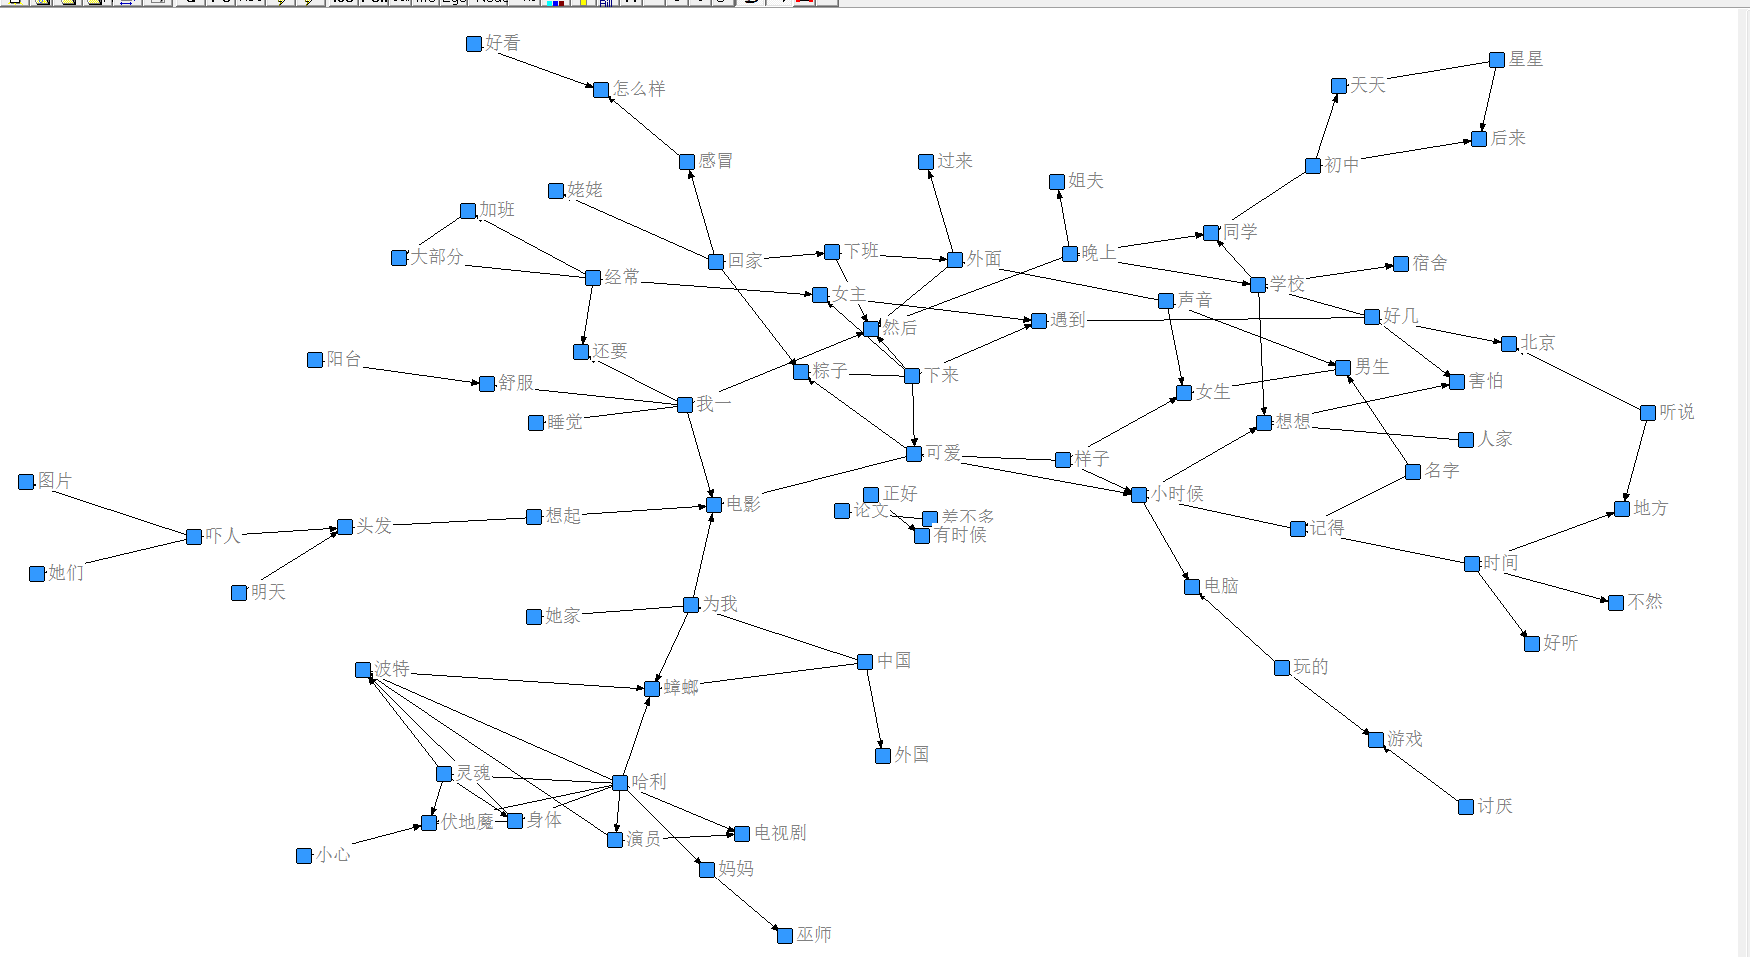 好看
星星
怎么样
天天
后来
感冒
过来
初中
姥姥
姐夫
加班
同学
大部分
回家
下班
外面
晚上
宿舍
经常
学校
女主
声音
然后
遇到
好几
还要
北京
阳台
舒服
粽子
下来
男生
害怕
我一
女生
睡觉
想想
听说
人家
可爱
样子
名字
图片
正好
小时候
电影
论文
差不多
地方
想起
头发
有时候
记得
吓人
时间
她们
明天
电脑
不然
为我
她家
好听
中国
玩的
波特
蟑螂
游戏
外国
灵魂
哈利
讨厌
伏地魔
身体
演员
电视剧
小心
妈妈
巫师